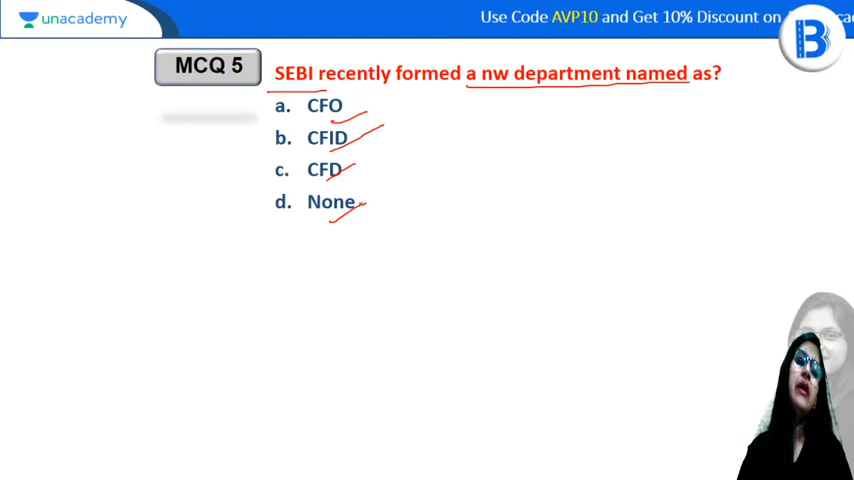 unacademy
Use Code AVP10 and Get 10% Discount on
B
MCQ 5
SEBI recently formed a nw department named as?
a. CFO
b. CFID
c. CFD
d. None